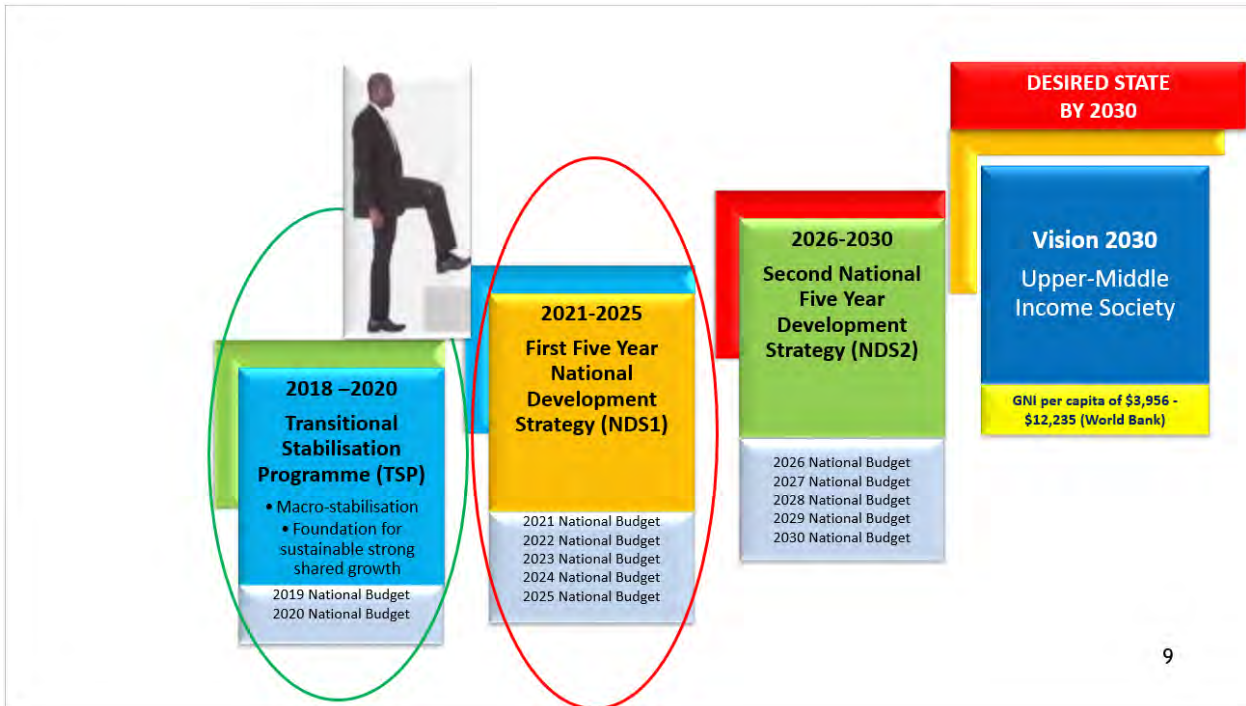 2018 –2020
Transitional
Stabilisation
Programme (TSP)
• Macro-stabilisation
• Foundation for
sustainable strong
shared growth
2019 National Budget
2020 National Budget
2021-2025
First Five Year
National
Development
Strategy (NDS1)
2021 National Budget
2022 National Budget
2023 National Budget
2024 National Budget
2025 National Budget
2026-2030
Second National
Five Year
Development
Strategy (NDS2)
2026 National Budget
2027 National Budget
2028 National Budget
2029 National Budget
2030 National Budget
DESIRED STATE
BY 2030
Vision 2030
Upper-Middle
Income Society
GNI per capita of $3,956 -
$12,235 (World Bank)
9